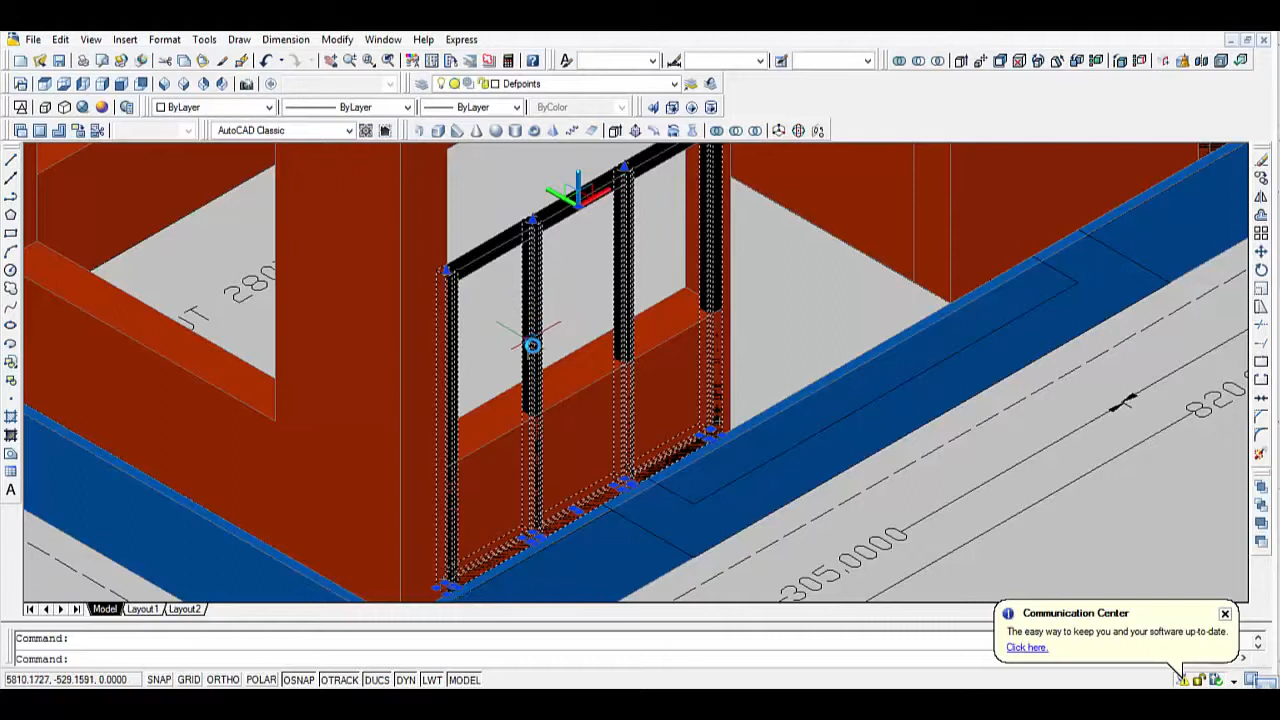 File Edit View Insert Format Tools Draw Dimension Modify Window Help Express
Defpoints
ByLayer ByLayer ByLayer ByColor
AutoCAD Classic
UT 280
820
305,0000
A
Model Layout1 Layout2
Communication Center
The easy way to keep you and your software up-to-date.
Click here.
Command:
Command:
5810.1727, -529.1591, 0.0000 SNAP GRID ORTHO POLAR OSNAP OTRACK DUCS DYN LWT MODEL